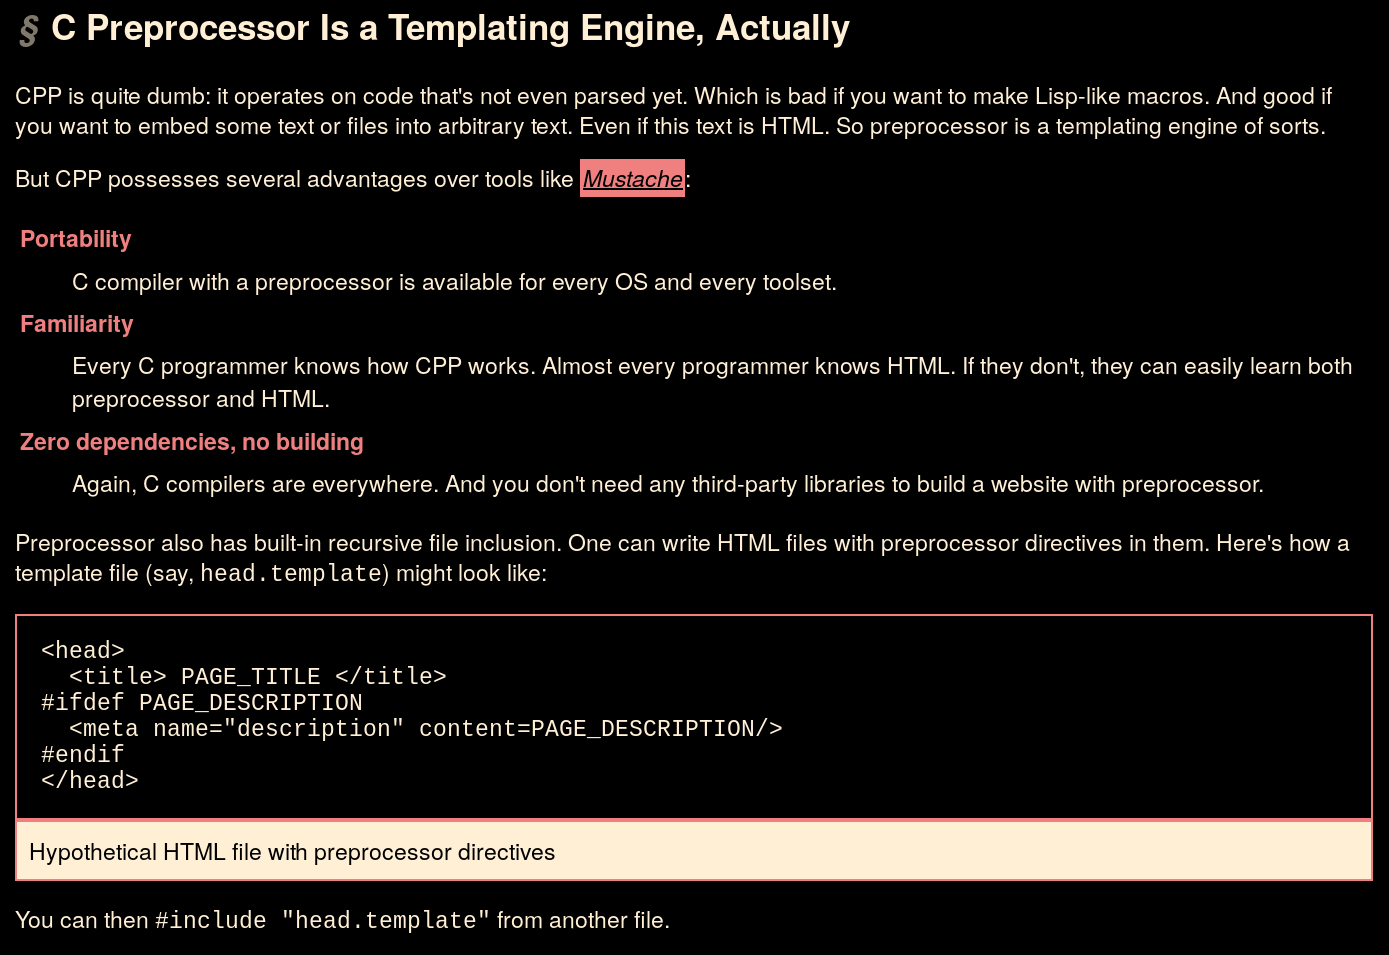 § C Preprocessor Is a Templating Engine, Actually
CPP is quite dumb: it operates on code that's not even parsed yet. Which is bad if you want to make Lisp-like macros. And good if
you want to embed some text or files into arbitrary text. Even if this text is HTML. So preprocessor is a templating engine of sorts.
But CPP possesses several advantages over tools like Mustache:
Portability
C compiler with a preprocessor is available for every OS and every toolset.
Familiarity
Every C programmer knows how CPP works. Almost every programmer knows HTML. If they don't, they can easily learn both
preprocessor and HTML.
Zero dependencies, no building
Again, C compilers are everywhere. And you don't need any third-party libraries to build a website with preprocessor.
Preprocessor also has built-in recursive file inclusion. One can write HTML files with preprocessor directives in them. Here's how a
template file (say, head.template) might look like:
<head>
  <title> PAGE_TITLE </title>
#ifdef PAGE_DESCRIPTION
  <meta name="description" content=PAGE_DESCRIPTION/>
#endif
</head>
Hypothetical HTML file with preprocessor directives
You can then #include "head.template" from another file.